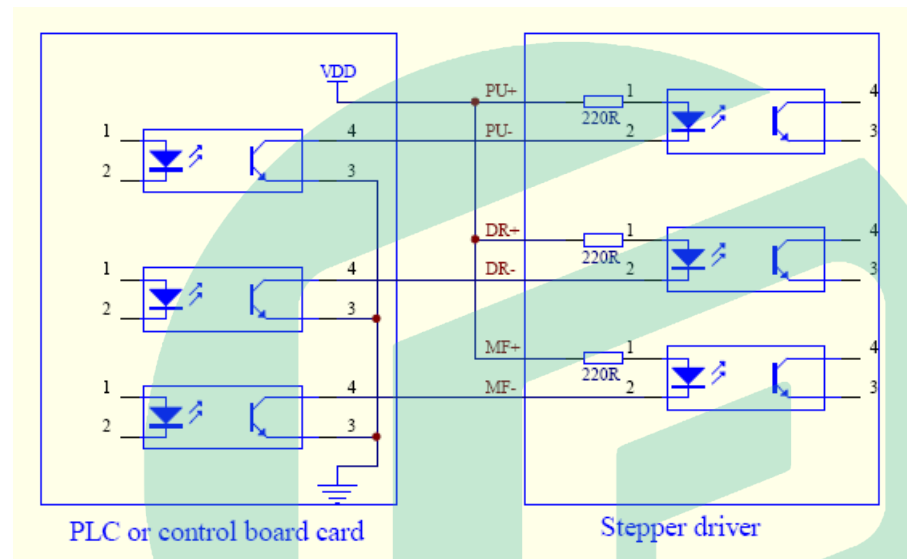 VDD
PU+ 1 4
220R
1 4 PU- 2 3
2 3
DR+ 1 4
220R
1 4 DR- 2 3
2 3
MF+ 1 4
220R
1 4 MF- 2 3
2 3
PLC or control board card
Stepper driver